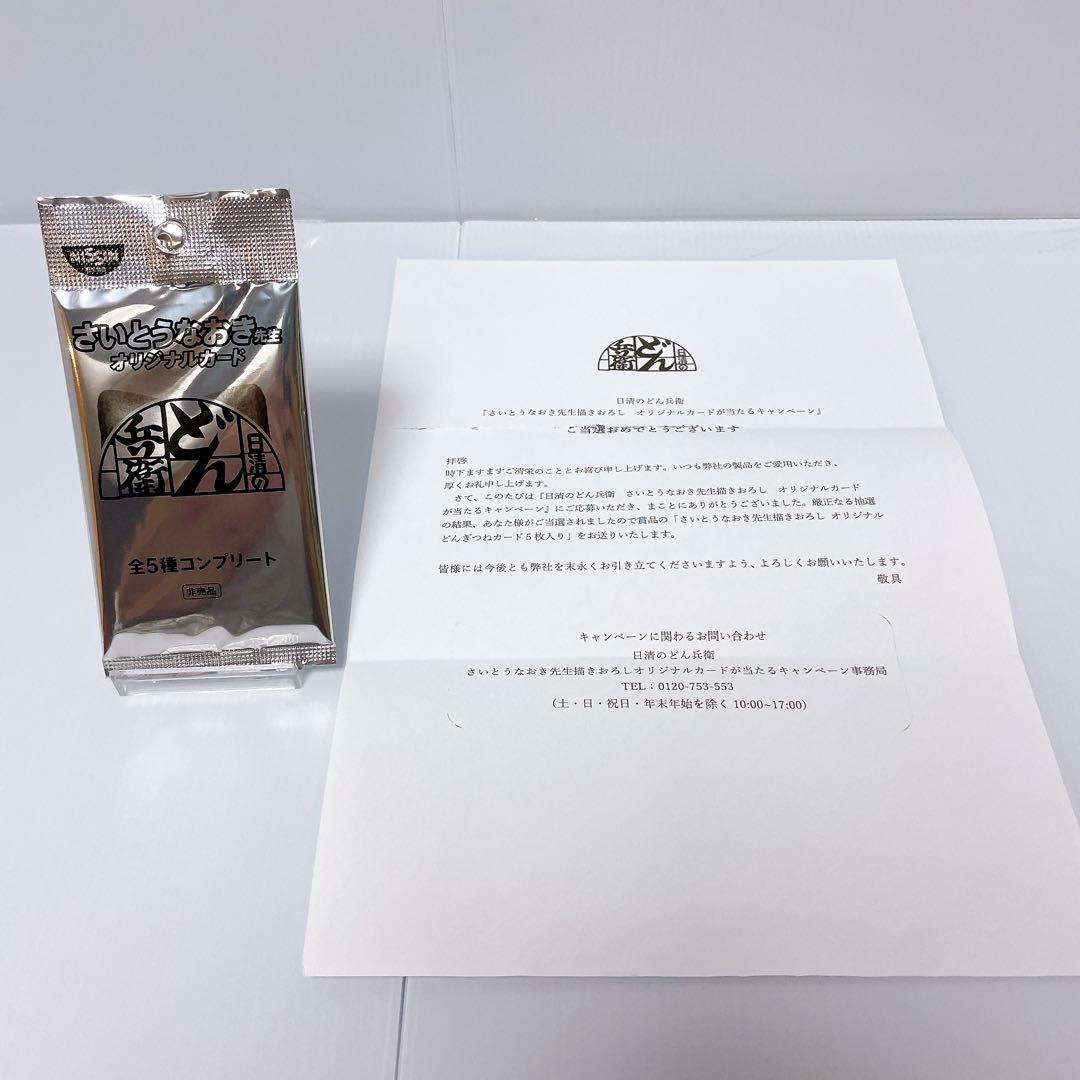 NISSIN
さいとうなおき先生
オリジナルカード
日清の
どん
兵衛
全5種コンプリート
非売品
日清の
どん
兵衛
日清のどん兵衛
『さいとうなおき先生描きおろし　オリジナルカードが当たるキャンペーン』
ご当選おめでとうございます
拝啓
時下ますますご清栄のこととお喜び申し上げます。いつも弊社の製品をご愛用いただき、
厚くお礼申し上げます。
さて、このたびは『日清のどん兵衛　さいとうなおき先生描きおろし　オリジナルカード
が当たるキャンペーン』にご応募いただき、まことにありがとうございました。厳正なる抽選
の結果、あなた様がご当選されましたので賞品の「さいとうなおき先生描きおろし オリジナル
どんぎつねカード５枚入り」をお送りいたします。
皆様には今後とも弊社を末永くお引き立てくださいますよう、よろしくお願いいたします。
敬具
キャンペーンに関わるお問い合わせ
日清のどん兵衛
さいとうなおき先生描きおろしオリジナルカードが当たるキャンペーン事務局
TEL：0120-753-553
（土・日・祝日・年末年始を除く 10:00~17:00）